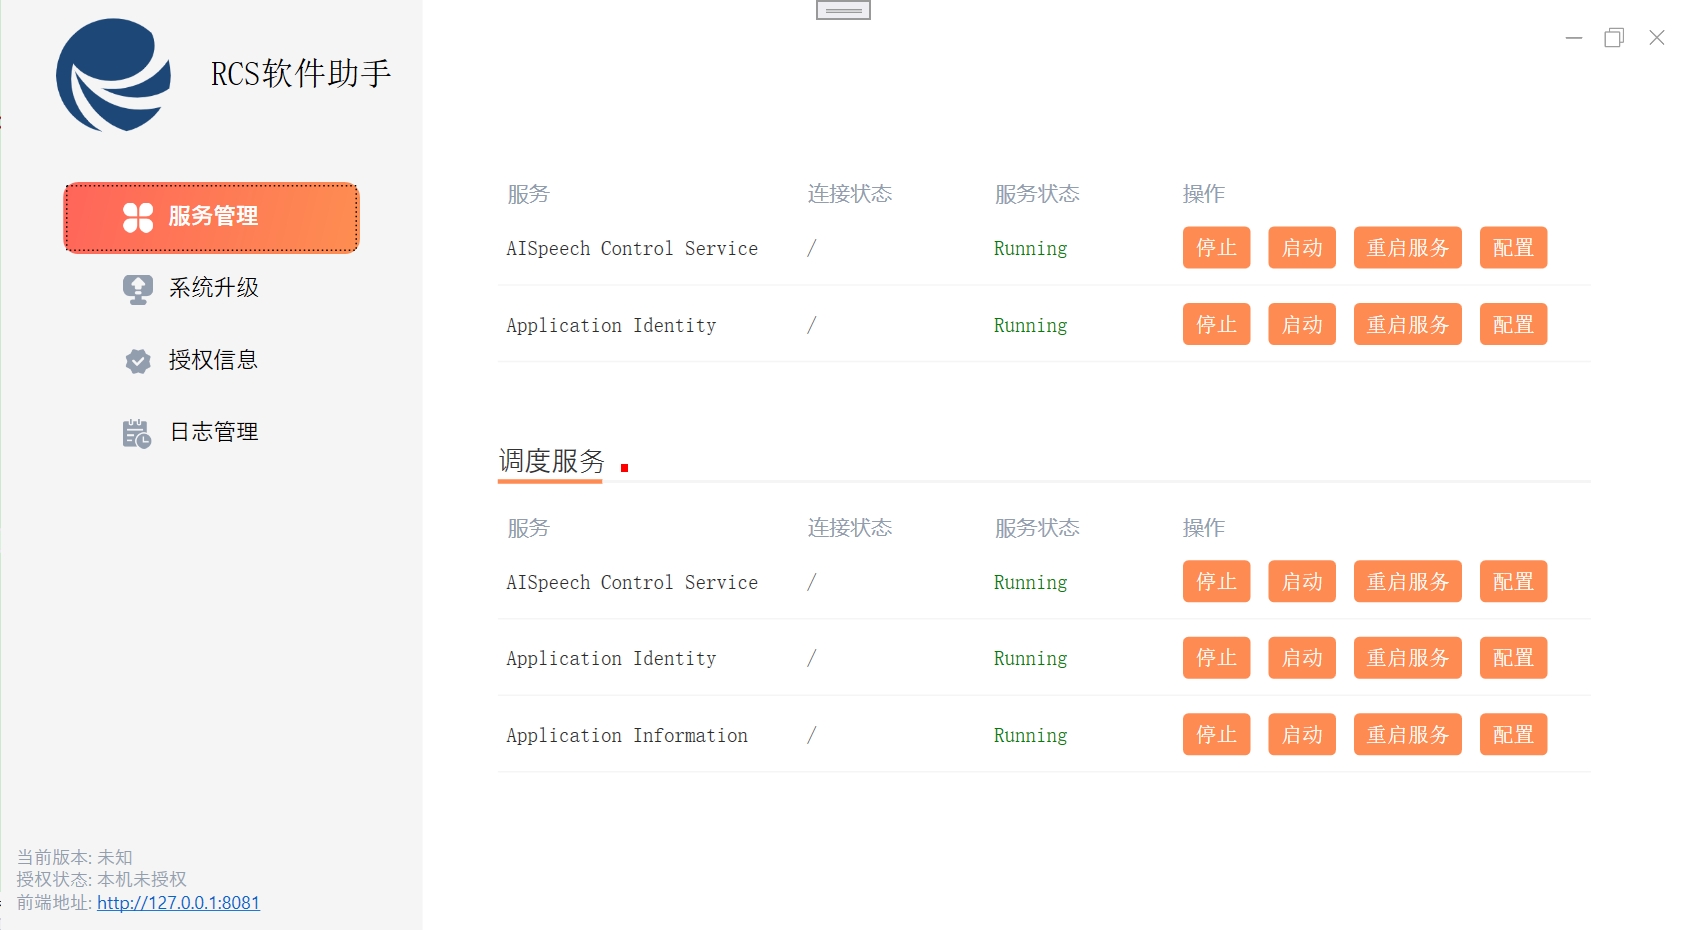 RCS软件助手
服务管理
系统升级
授权信息
日志管理
服务 连接状态 服务状态 操作
AISpeech Control Service / Running 停止 启动 重启服务 配置
Application Identity / Running 停止 启动 重启服务 配置
调度服务
服务 连接状态 服务状态 操作
AISpeech Control Service / Running 停止 启动 重启服务 配置
Application Identity / Running 停止 启动 重启服务 配置
Application Information / Running 停止 启动 重启服务 配置
当前版本: 未知
授权状态: 本机未授权
前端地址: http://127.0.0.1:8081